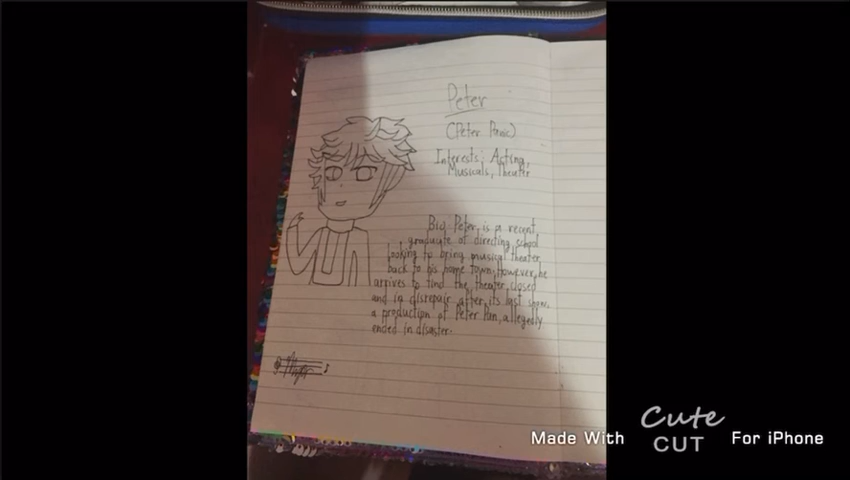 Peter
(Peter Panic)
Interests: Acting,
Musicals, Theater
Bio: Peter is a recent
graduate of directing school
looking to bring musical theater
back to his home town, however, he
arrives to find the theater closed
and in disrepair after its last show,
a production of Peter Pan, allegedly
ended in disaster.
Made With Cute CUT For iPhone